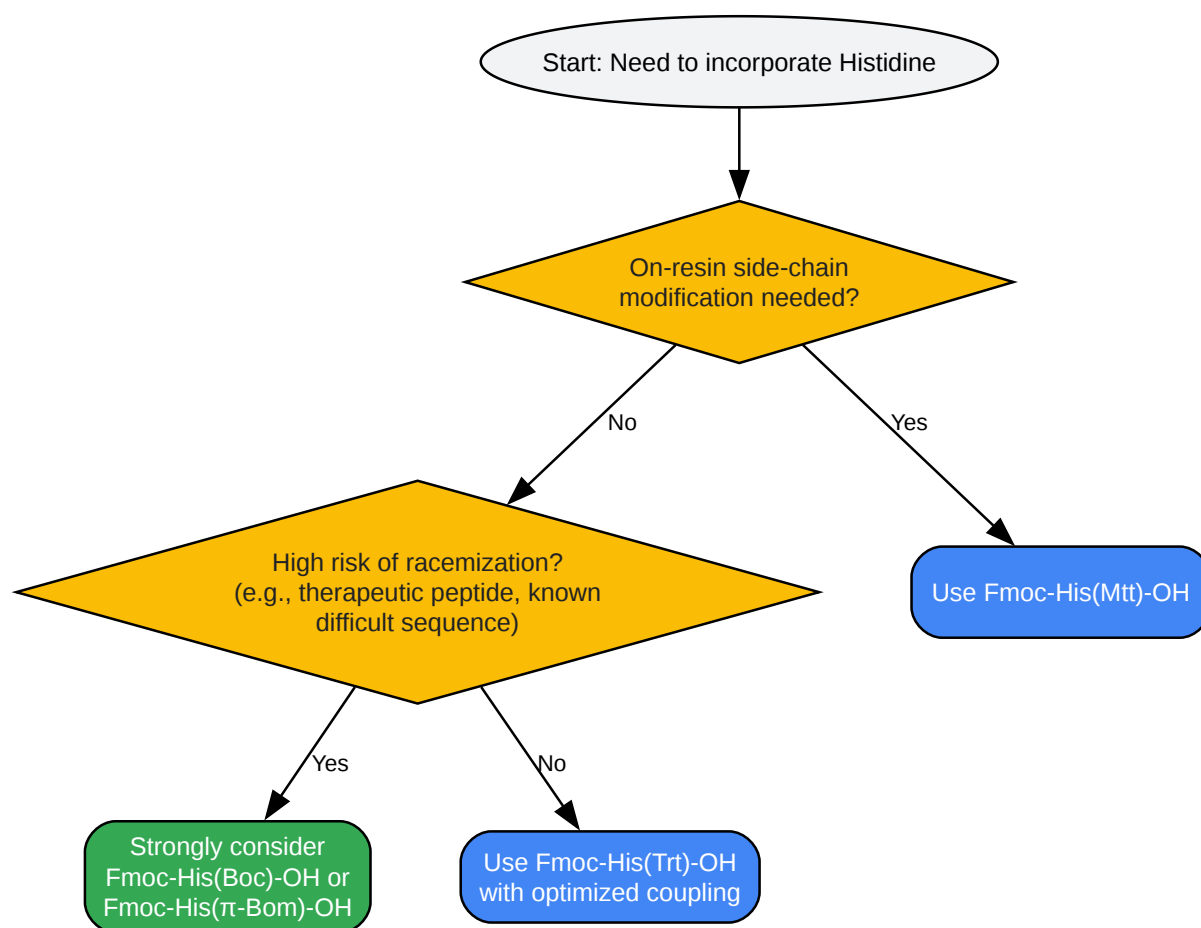 Start: Need to incorporate Histidine
On-resin side-chain
modification needed?
No
Yes
High risk of racemization?
(e.g., therapeutic peptide, known
difficult sequence)
Use Fmoc-His(Mtt)-OH
Yes
No
Strongly consider
Fmoc-His(Boc)-OH or
Fmoc-His(π-Bom)-OH
Use Fmoc-His(Trt)-OH
with optimized coupling